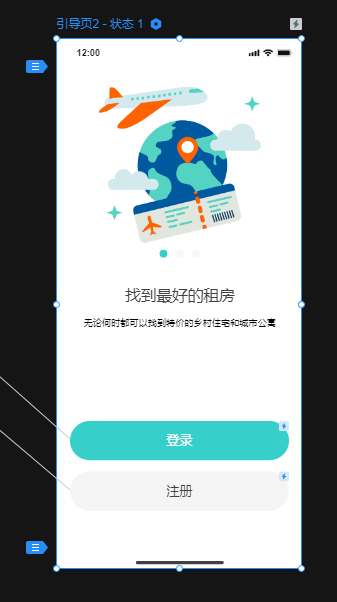 引导页2 - 状态 1
12:00
找到最好的租房
无论何时都可以找到特价的乡村住宅和城市公寓
登录
注册